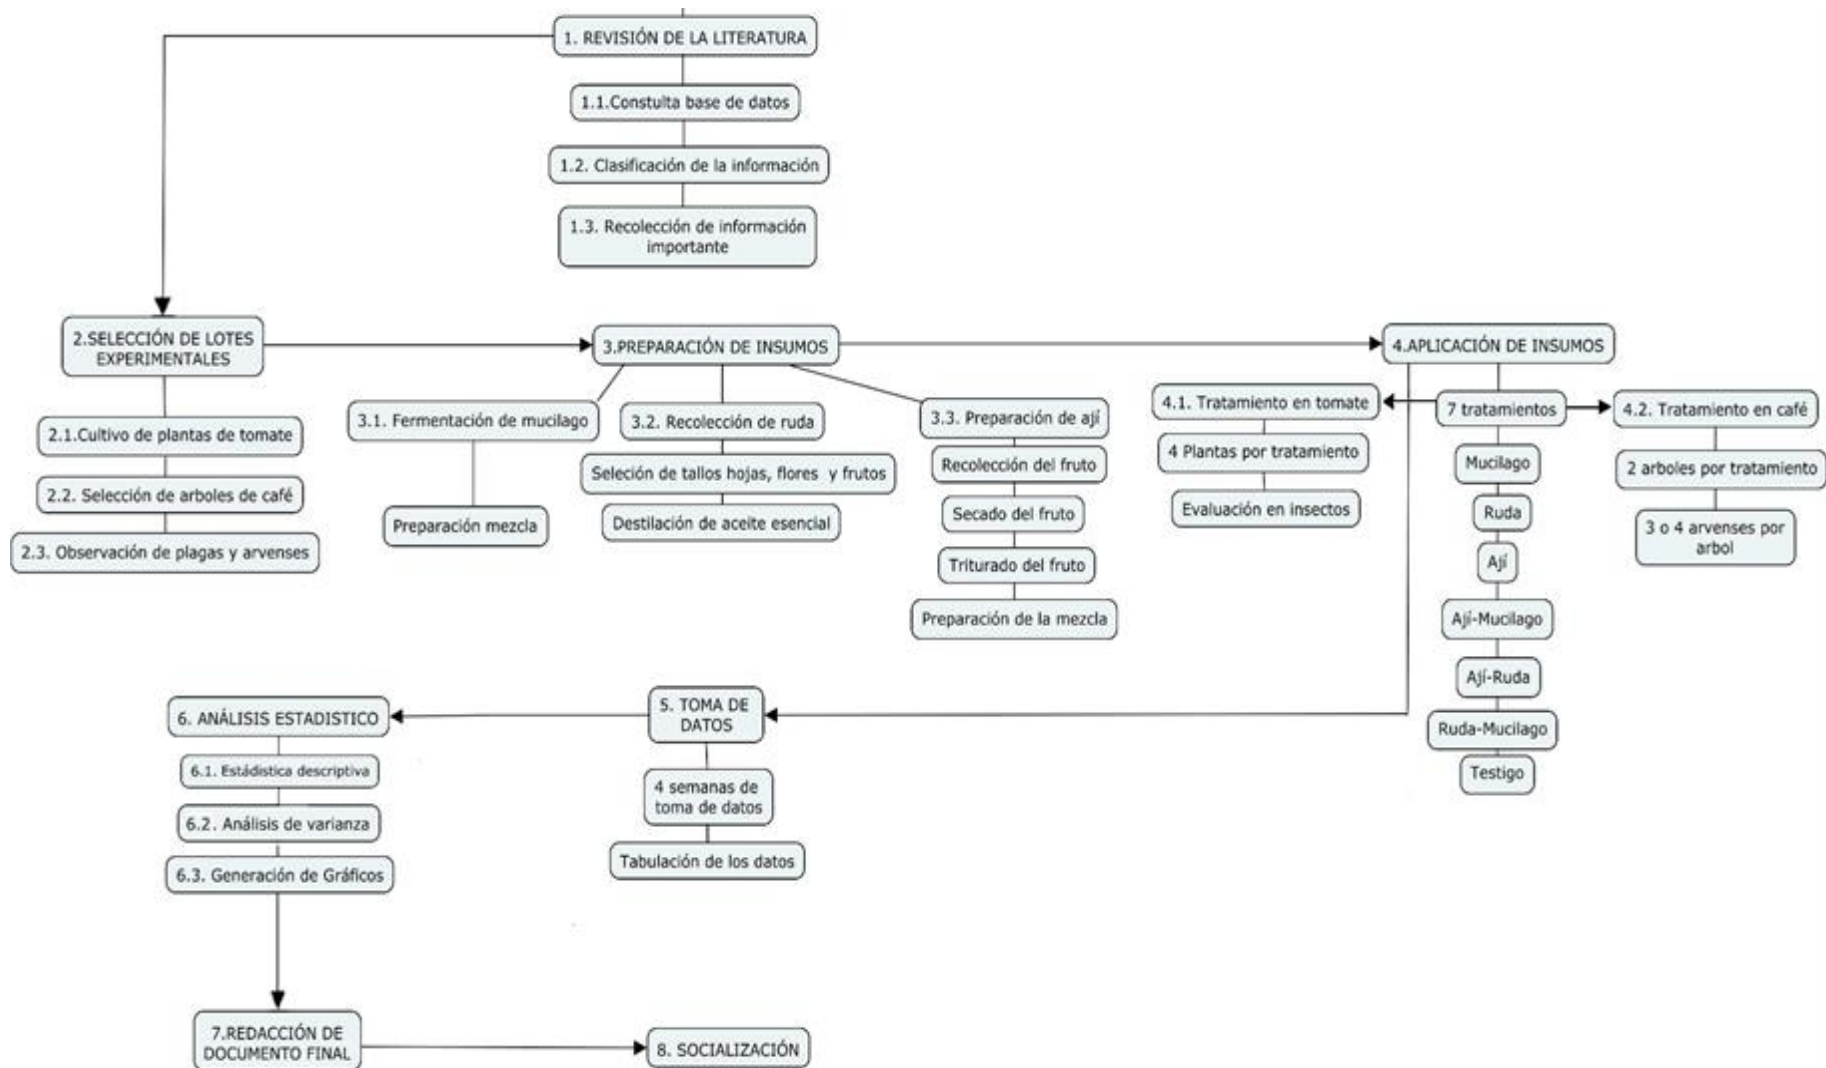 1. REVISIÓN DE LA LITERATURA
1.1.Constulta base de datos
1.2. Clasificación de la información
1.3. Recolección de información
importante
2.SELECCIÓN DE LOTES
EXPERIMENTALES
2.1.Cultivo de plantas de tomate
2.2. Selección de arboles de café
2.3. Observación de plagas y arvenses
3.PREPARACIÓN DE INSUMOS
3.1. Fermentación de mucilago
Preparación mezcla
3.2. Recolección de ruda
Seleción de tallos hojas, flores y frutos
Destilación de aceite esencial
3.3. Preparación de ají
Recolección del fruto
Secado del fruto
Triturado del fruto
Preparación de la mezcla
4.APLICACIÓN DE INSUMOS
4.1. Tratamiento en tomate
4 Plantas por tratamiento
Evaluación en insectos
7 tratamientos
Mucilago
Ruda
Ají
Ají-Mucilago
Ají-Ruda
Ruda-Mucilago
Testigo
4.2. Tratamiento en café
2 arboles por tratamiento
3 o 4 arvenses por
arbol
5. TOMA DE
DATOS
4 semanas de
toma de datos
Tabulación de los datos
6. ANÁLISIS ESTADISTICO
6.1. Estádistica descriptiva
6.2. Análisis de varianza
6.3. Generación de Gráficos
7.REDACCIÓN DE
DOCUMENTO FINAL
8. SOCIALIZACIÓN